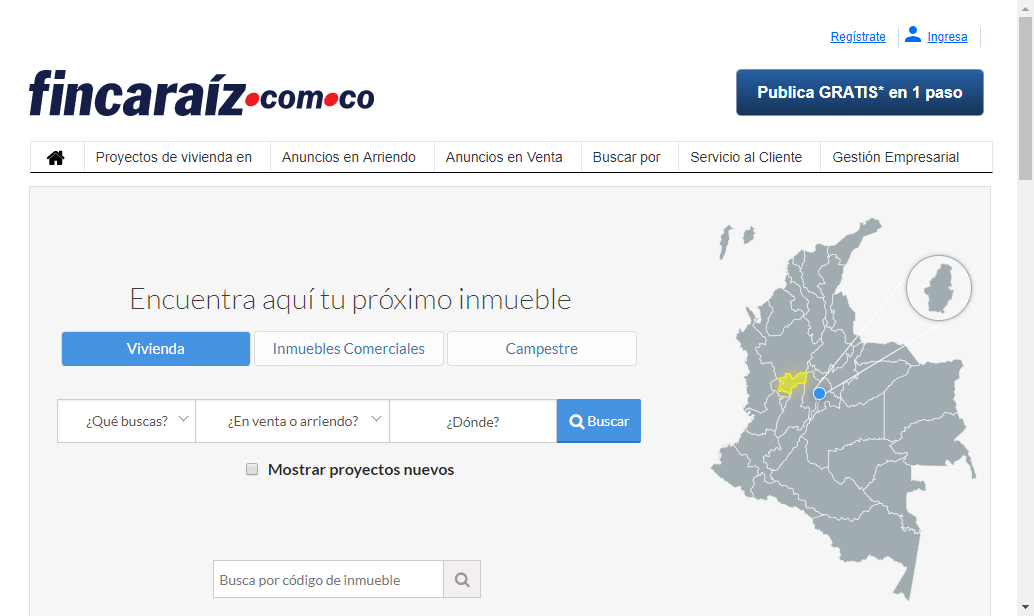 Regístrate Ingresa
fincaraíz.com.co
Publica GRATIS* en 1 paso
Proyectos de vivienda en Anuncios en Arriendo Anuncios en Venta Buscar por Servicio al Cliente Gestión Empresarial
Encuentra aquí tu próximo inmueble
Vivienda Inmuebles Comerciales Campestre
¿Qué buscas? ¿En venta o arriendo? ¿Dónde? Buscar
Mostrar proyectos nuevos
Busca por código de inmueble